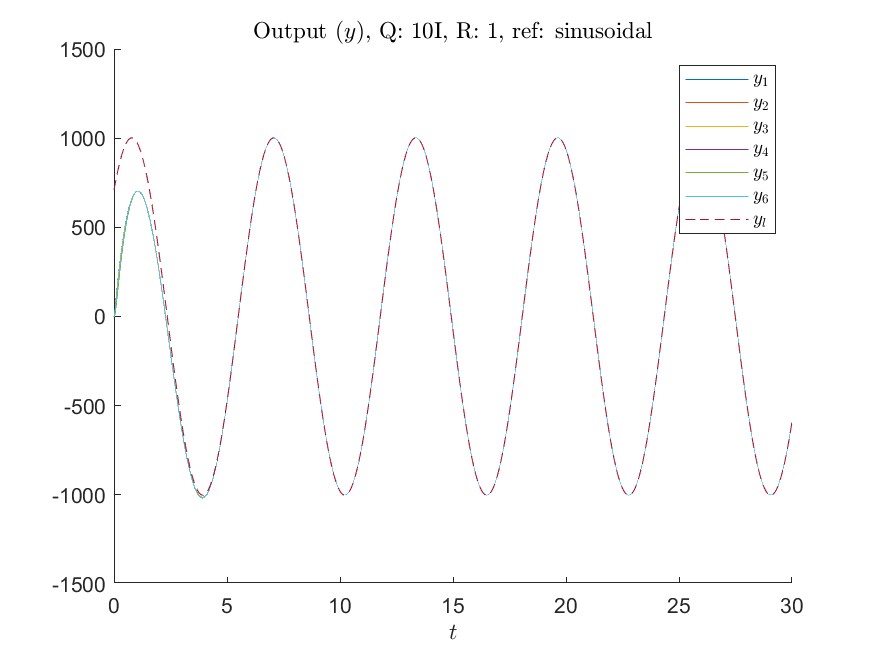 Output (y), Q: 10I, R: 1, ref: sinusoidal
1500
1000
500
0
-500
-1000
-1500
0 5 10 15 20 25 30
t
y1
y2
y3
y4
y5
y6
yl